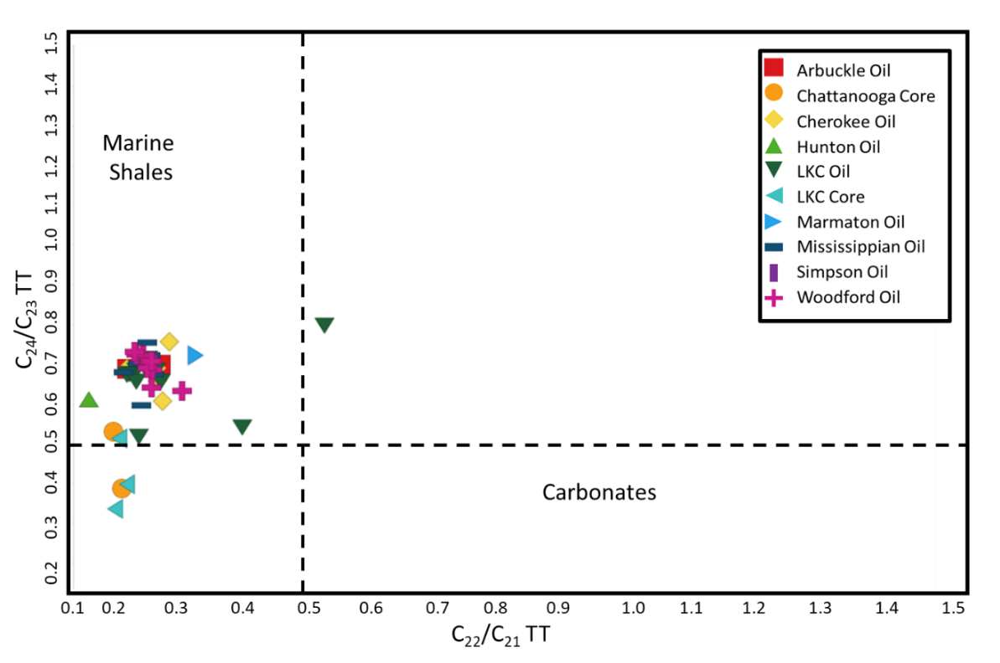 1.5
1.4
1.3
1.2
1.1
1.0
0.9
0.8
0.7
0.6
0.5
0.4
0.3
0.2
C24/C23 TT
Marine
Shales
Carbonates
Arbuckle Oil
Chattanooga Core
Cherokee Oil
Hunton Oil
LKC Oil
LKC Core
Marmaton Oil
Mississippian Oil
Simpson Oil
Woodford Oil
0.1 0.2 0.3 0.4 0.5 0.6 0.7 0.8 0.9 1.0 1.1 1.2 1.3 1.4 1.5
C22/C21 TT